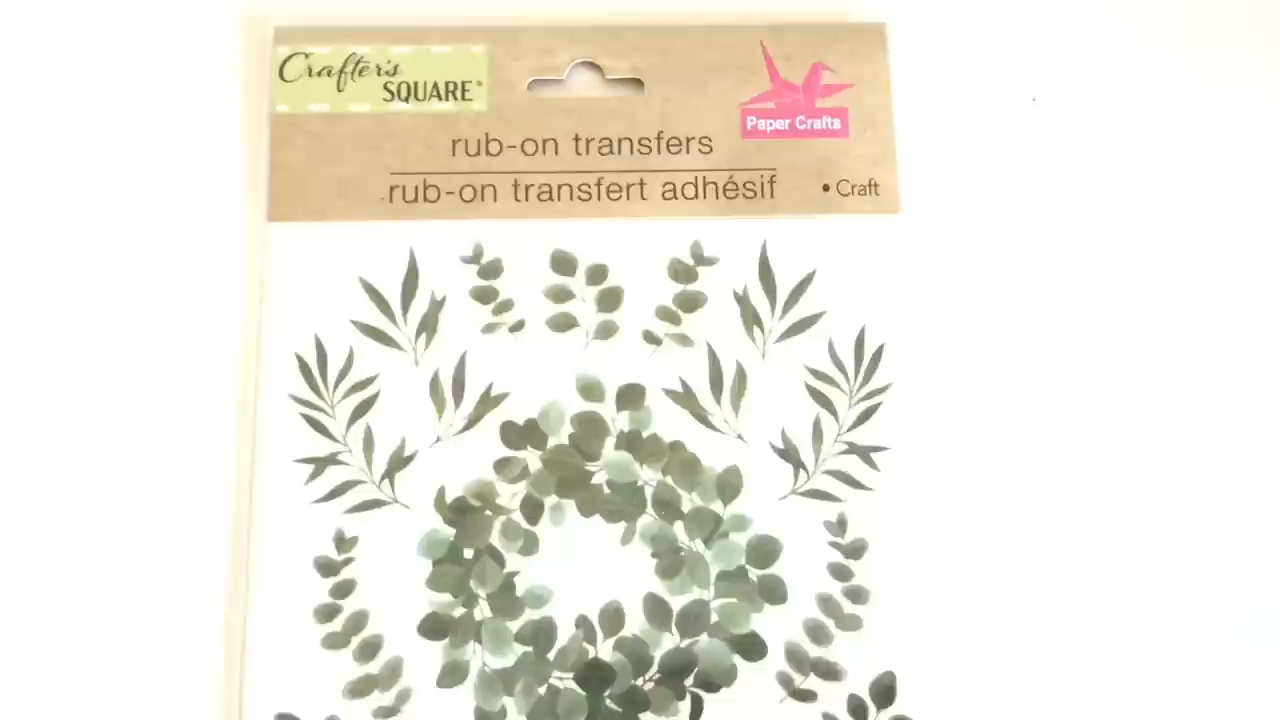 Crafter's
SQUARE
Paper Crafts
rub-on transfers
rub-on transfert adhésif
• Craft